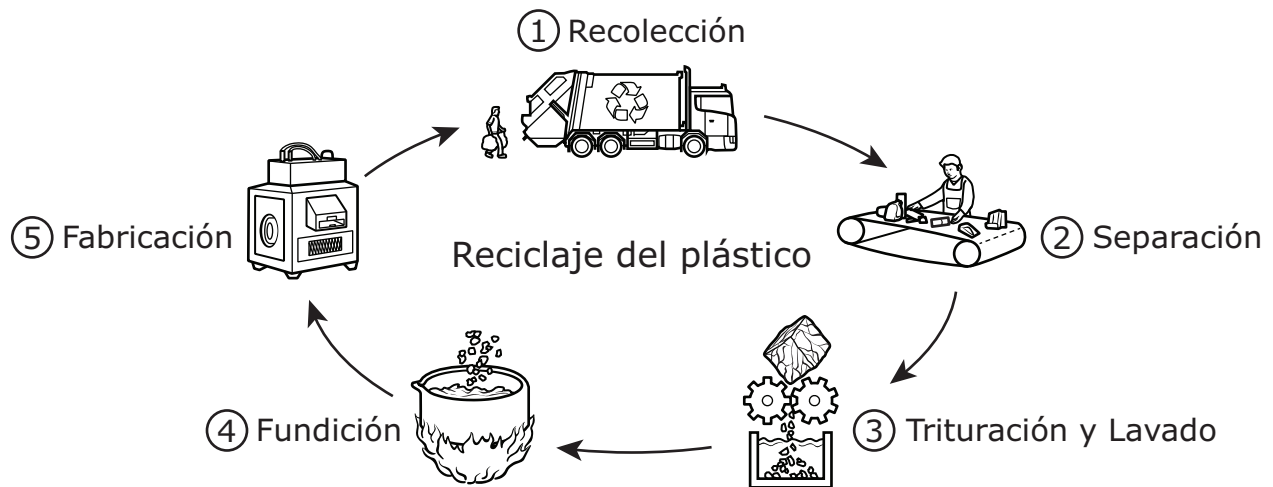 ① Recolección
② Separación
③ Trituración y Lavado
④ Fundición
⑤ Fabricación
Reciclaje del plástico